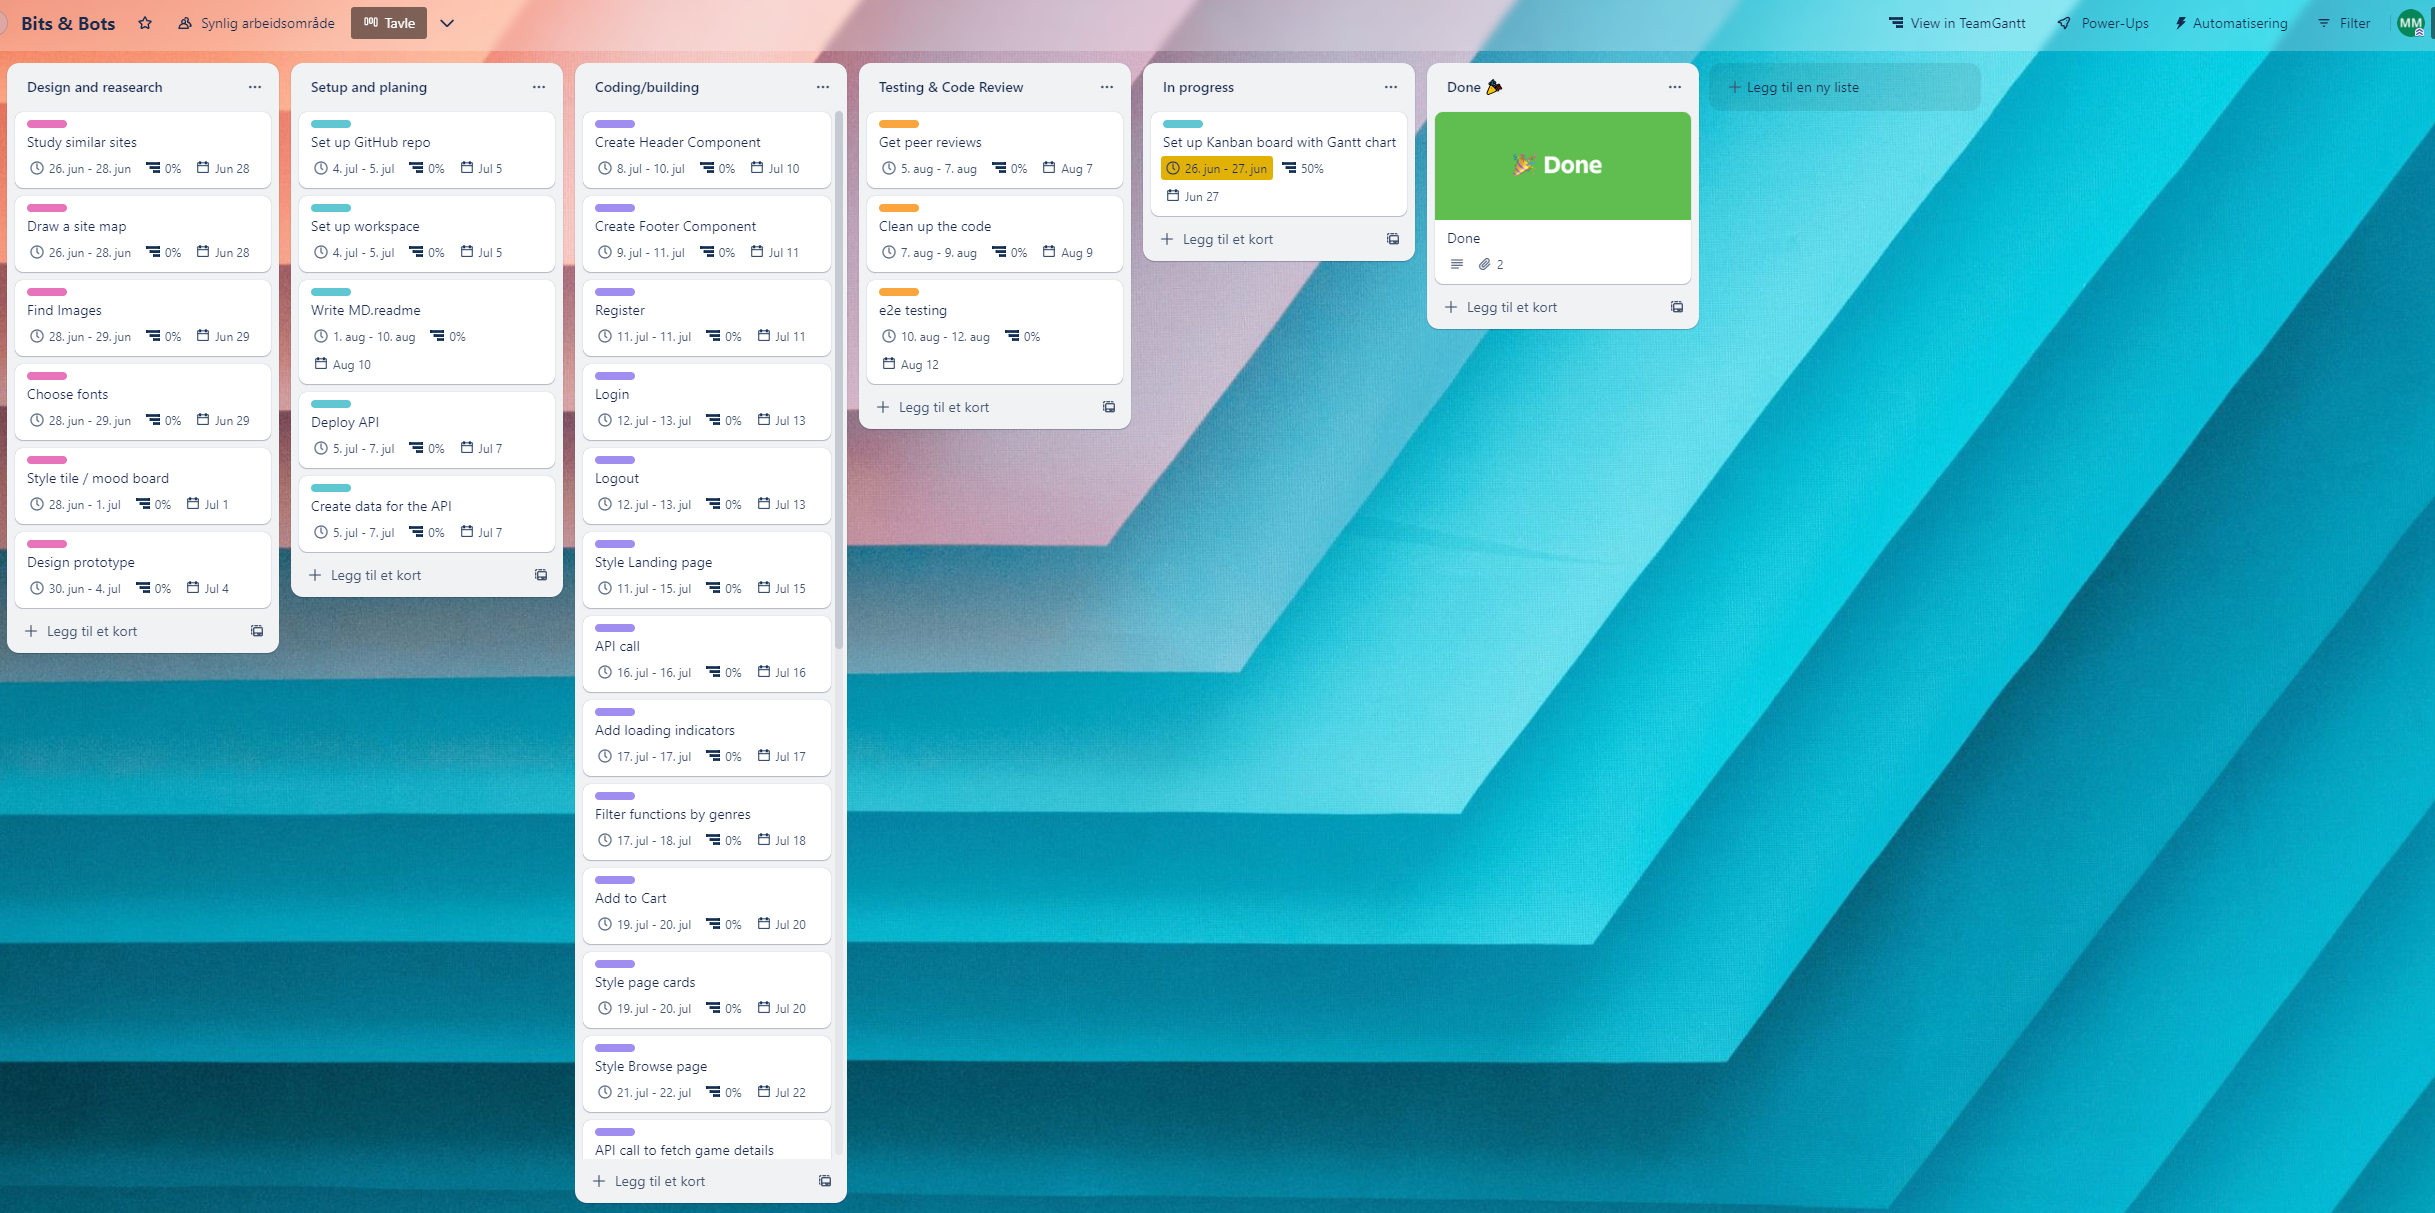 Bits & Bots
Synlig arbeidsområde
Tavle
View in TeamGantt
Power-Ups
Automatisering
Filter
MM
Design and reasearch
Study similar sites
26. jun - 28. jun 0% Jun 28
Draw a site map
26. jun - 28. jun 0% Jun 28
Find Images
28. jun - 29. jun 0% Jun 29
Choose fonts
28. jun - 29. jun 0% Jun 29
Style tile / mood board
28. jun - 1. jul 0% Jul 1
Design prototype
30. jun - 4. jul 0% Jul 4
Legg til et kort
Setup and planing
Set up GitHub repo
4. jul - 5. jul 0% Jul 5
Set up workspace
4. jul - 5. jul 0% Jul 5
Write MD.readme
1. aug - 10. aug 0%
Aug 10
Deploy API
5. jul - 7. jul 0% Jul 7
Create data for the API
5. jul - 7. jul 0% Jul 7
Legg til et kort
Coding/building
Create Header Component
8. jul - 10. jul 0% Jul 10
Create Footer Component
9. jul - 11. jul 0% Jul 11
Register
11. jul - 11. jul 0% Jul 11
Login
12. jul - 13. jul 0% Jul 13
Logout
12. jul - 13. jul 0% Jul 13
Style Landing page
11. jul - 15. jul 0% Jul 15
API call
16. jul - 16. jul 0% Jul 16
Add loading indicators
17. jul - 17. jul 0% Jul 17
Filter functions by genres
17. jul - 18. jul 0% Jul 18
Add to Cart
19. jul - 20. jul 0% Jul 20
Style page cards
19. jul - 20. jul 0% Jul 20
Style Browse page
21. jul - 22. jul 0% Jul 22
API call to fetch game details
Legg til et kort
Testing & Code Review
Get peer reviews
5. aug - 7. aug 0% Aug 7
Clean up the code
7. aug - 9. aug 0% Aug 9
e2e testing
10. aug - 12. aug 0%
Aug 12
Legg til et kort
In progress
Set up Kanban board with Gantt chart
26. jun - 27. jun 50%
Jun 27
Legg til et kort
Done 🎉
🎉 Done
Done
2
Legg til et kort
Legg til en ny liste